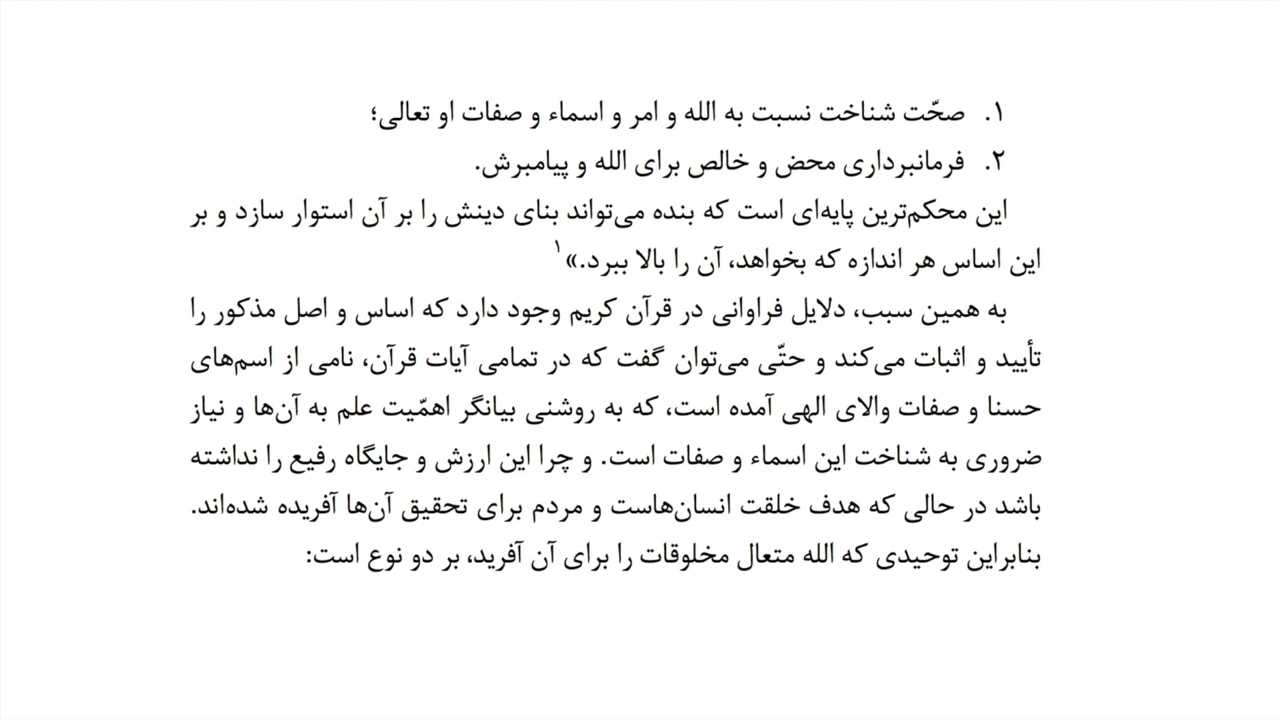 ۱. صحّت شناخت نسبت به الله و امر و اسماء و صفات او تعالی؛
۲. فرمانبرداری محض و خالص برای الله و پیامبرش.
این محکم‌ترین پایه‌ای است که بنده می‌تواند بنای دینش را بر آن استوار سازد و بر
این اساس هر اندازه که بخواهد، آن را بالا ببرد.»۱
به همین سبب، دلایل فراوانی در قرآن کریم وجود دارد که اساس و اصل مذکور را
تأیید و اثبات می‌کند و حتّی می‌توان گفت که در تمامی آیات قرآن، نامی از اسم‌های
حسنا و صفات والای الهی آمده است، که به روشنی بیانگر اهمّیت علم به آن‌ها و نیاز
ضروری به شناخت این اسماء و صفات است. و چرا این ارزش و جایگاه رفیع را نداشته
باشد در حالی که هدف خلقت انسان‌هاست و مردم برای تحقیق آن‌ها آفریده شده‌اند.
بنابراین توحیدی که الله متعال مخلوقات را برای آن آفرید، بر دو نوع است: